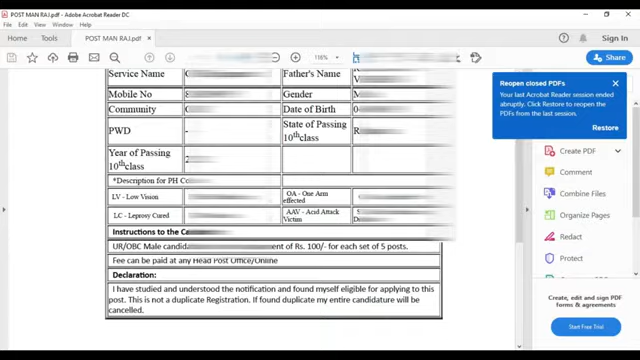 POST MAN RAJ.pdf - Adobe Acrobat Reader DC
File Edit View Window Help
Home Tools POST MAN RAJ.pdf × Sign In
116% Share
Service Name Father's Name
Mobile No 8 Gender M
Community Date of Birth 0
PWD - State of Passing 10th class R
Year of Passing 10th class 2
*Description for PH
LV - Low Vision OA - One Arm effected
LC - Leprosy Cured AAV - Acid Attack Victim
Instructions to the
UR/OBC Male of Rs. 100/- for each set of 5 posts.
Fee can be paid at any Head Post Office/Online
Declaration:
I have studied and understood the notification and found myself eligible for applying to this
post. This is not a duplicate Registration. If found duplicate my entire candidature will be
cancelled.
Reopen closed PDFs ×
Your last Acrobat Reader session ended
abruptly. Click Restore to reopen the
PDFs from the last session.
Restore
Create PDF
Comment
Combine Files
Organize Pages
Redact
Protect
Create, edit and sign PDF
forms & agreements
Start Free Trial